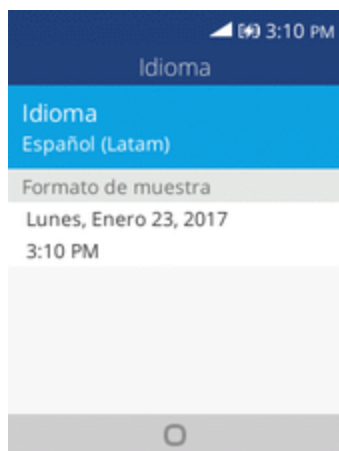 3:10 PM
Idioma
Idioma
Español (Latam)
Formato de muestra
Lunes, Enero 23, 2017
3:10 PM